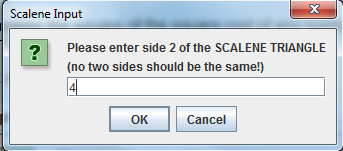 Scalene Input
x
?
Please enter side 2 of the SCALENE TRIANGLE
(no two sides should be the same!)
4
OK
Cancel